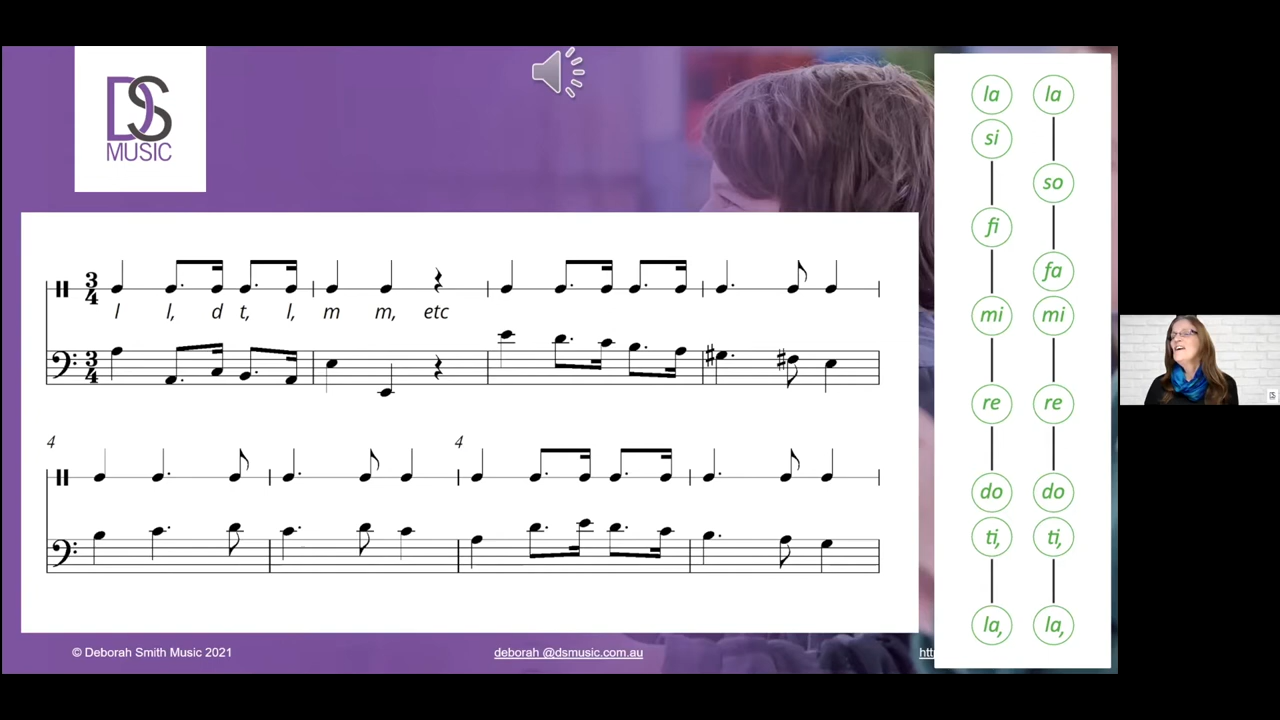 DS
MUSIC
3
4
l l, d t, l, m m, etc
3
4
4
4
la la
si
so
fi
fa
mi mi
re re
do do
ti, ti,
la, la,
© Deborah Smith Music 2021
deborah @dsmusic.com.au
htt